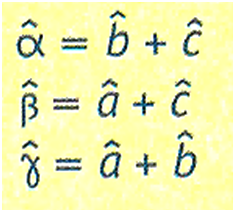 α̂ = b̂ + ĉ
β̂ = â + ĉ
γ̂ = â + b̂